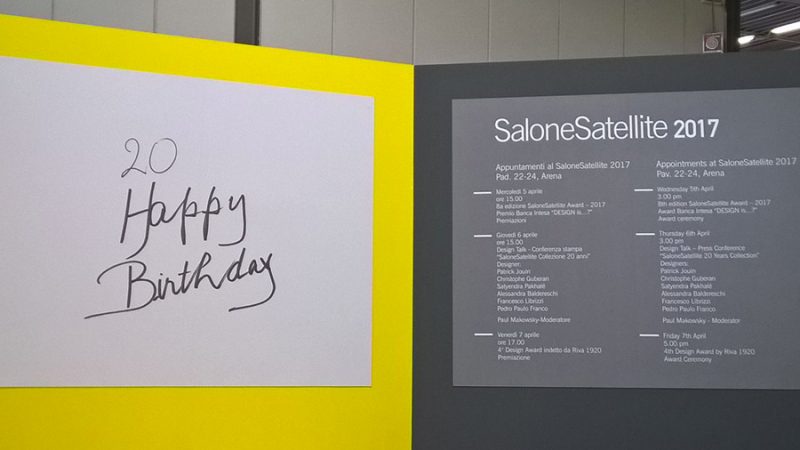 20
Happy
Birthday
SaloneSatellite 2017
Appuntamenti al SaloneSatellite 2017
Pad. 22-24, Arena
Mercoledì 5 aprile
ore 15.00
8a edizione SaloneSatellite Award - 2017
Premio Banca Intesa "DESIGN is...?"
Premiazioni
Giovedì 6 aprile
ore 15.00
Design Talk - Conferenza stampa
"SaloneSatellite Collezione 20 anni"
Designer:
Patrick Jouin
Christophe Guberan
Satyendra Pakhalé
Alessandra Baldereschi
Francesco Librizzi
Pedro Paulo Franco
Paul Makowsky-Moderatore
Venerdì 7 aprile
ore 17.00
4° Design Award indetto da Riva 1920
Premiazione
Appointments at SaloneSatellite 2017
Pav. 22-24, Arena
Wednesday 5th April
3.00 pm
8th edition SaloneSatellite Award - 2017
Award Banca Intesa "DESIGN is...?"
Award ceremony
Thursday 6th April
3.00 pm
Design Talk - Press Conference
"SaloneSatellite 20 Years Collection"
Designers:
Patrick Jouin
Christophe Guberan
Satyendra Pakhalé
Alessandra Baldereschi
Francesco Librizzi
Pedro Paulo Franco
Paul Makowsky - Moderator
Friday 7th April
5.00 pm
4th Design Award by Riva 1920
Award Ceremony